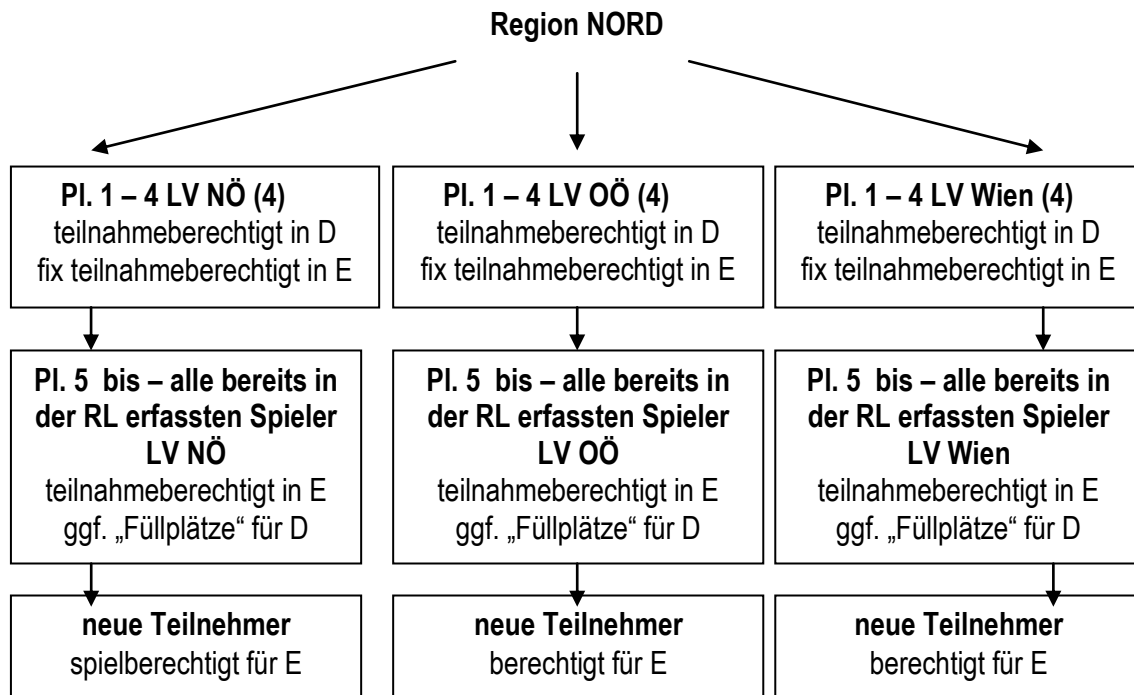 Region NORD
Pl. 1 – 4 LV NÖ (4)
teilnahmeberechtigt in D
fix teilnahmeberechtigt in E
Pl. 1 – 4 LV OÖ (4)
teilnahmeberechtigt in D
fix teilnahmeberechtigt in E
Pl. 1 – 4 LV Wien (4)
teilnahmeberechtigt in D
fix teilnahmeberechtigt in E
Pl. 5 bis – alle bereits in
der RL erfassten Spieler
LV NÖ
teilnahmeberechtigt in E
ggf. „Füllplätze“ für D
Pl. 5 bis – alle bereits in
der RL erfassten Spieler
LV OÖ
teilnahmeberechtigt in E
ggf. „Füllplätze“ für D
Pl. 5 bis – alle bereits in
der RL erfassten Spieler
LV Wien
teilnahmeberechtigt in E
ggf. „Füllplätze“ für D
neue Teilnehmer
spielberechtigt für E
neue Teilnehmer
berechtigt für E
neue Teilnehmer
berechtigt für E